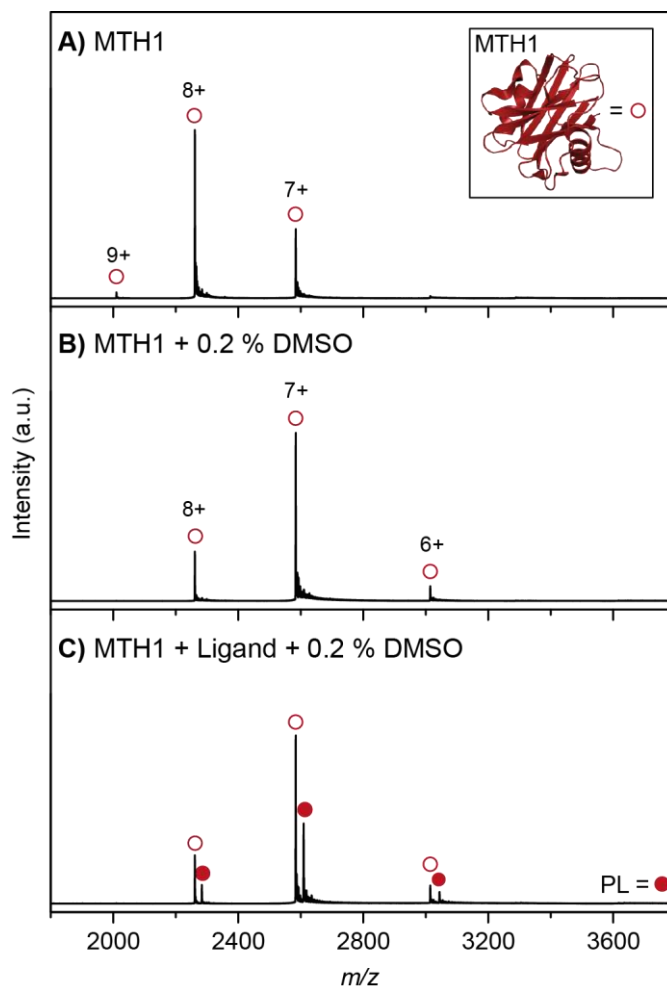 A) MTH1
MTH1
= 
8+
7+
9+
B) MTH1 + 0.2 % DMSO
7+
8+
6+
Intensity (a.u.)
C) MTH1 + Ligand + 0.2 % DMSO
PL =
2000 2400 2800 3200 3600
m/z